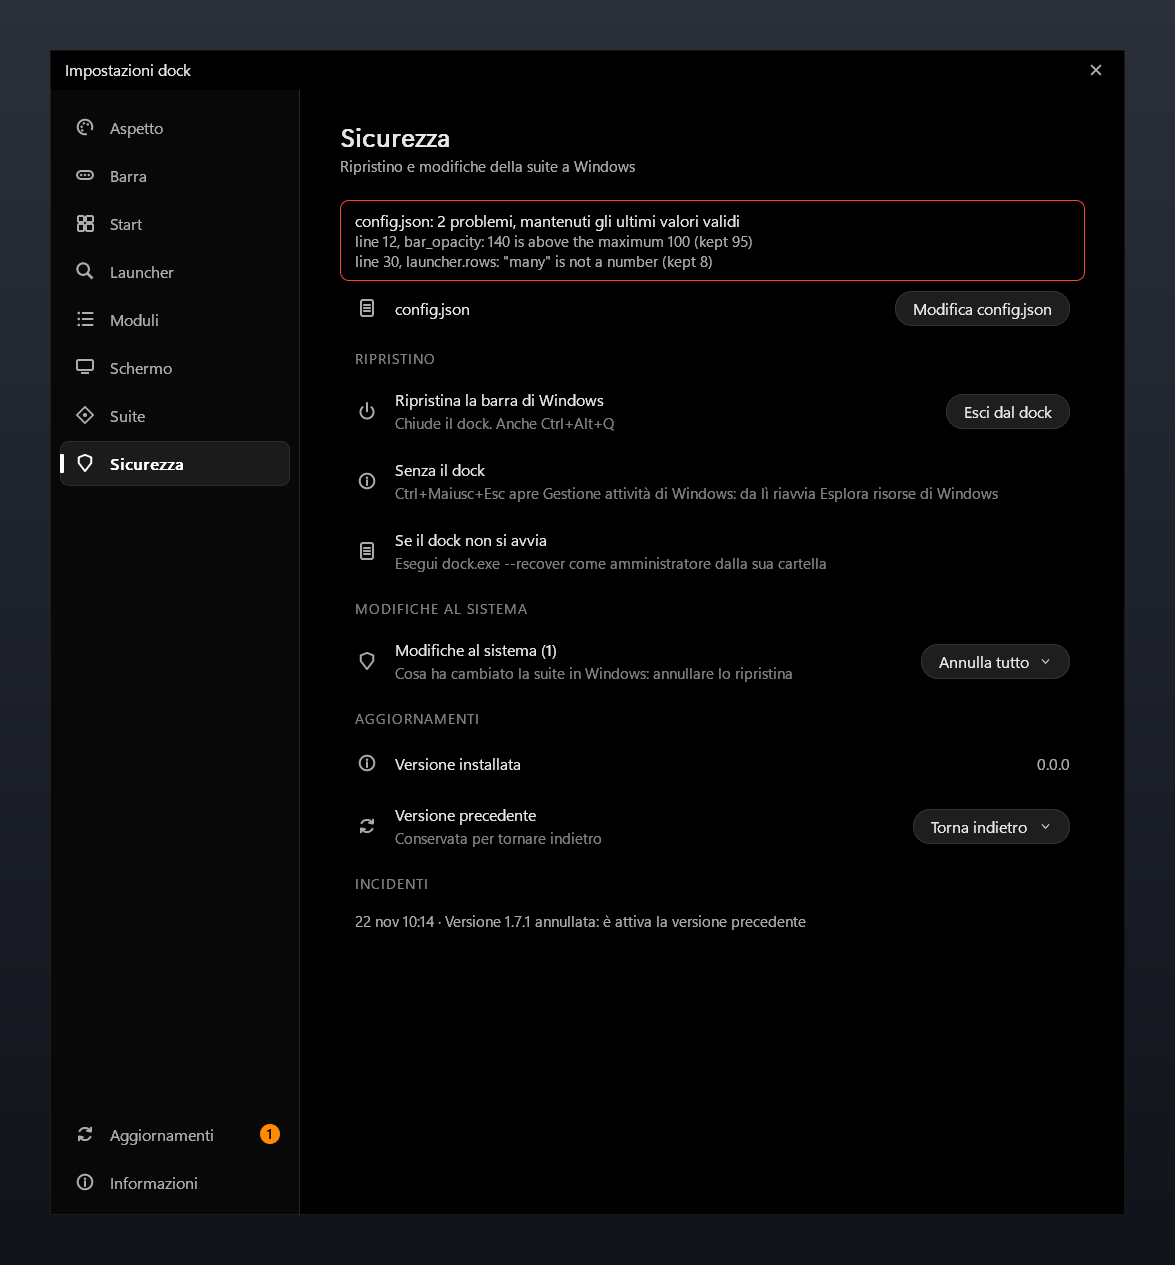 Impostazioni dock
Aspetto
Barra
Start
Launcher
Moduli
Schermo
Suite
Sicurezza
Aggiornamenti
1
Informazioni
Sicurezza
Ripristino e modifiche della suite a Windows
config.json: 2 problemi, mantenuti gli ultimi valori validi
line 12, bar_opacity: 140 is above the maximum 100 (kept 95)
line 30, launcher.rows: "many" is not a number (kept 8)
config.json
Modifica config.json
RIPRISTINO
Ripristina la barra di Windows
Chiude il dock. Anche Ctrl+Alt+Q
Esci dal dock
Senza il dock
Ctrl+Maiusc+Esc apre Gestione attività di Windows: da lì riavvia Esplora risorse di Windows
Se il dock non si avvia
Esegui dock.exe --recover come amministratore dalla sua cartella
MODIFICHE AL SISTEMA
Modifiche al sistema (1)
Cosa ha cambiato la suite in Windows: annullare lo ripristina
Annulla tutto
AGGIORNAMENTI
Versione installata
0.0.0
Versione precedente
Conservata per tornare indietro
Torna indietro
INCIDENTI
22 nov 10:14 · Versione 1.7.1 annullata: è attiva la versione precedente